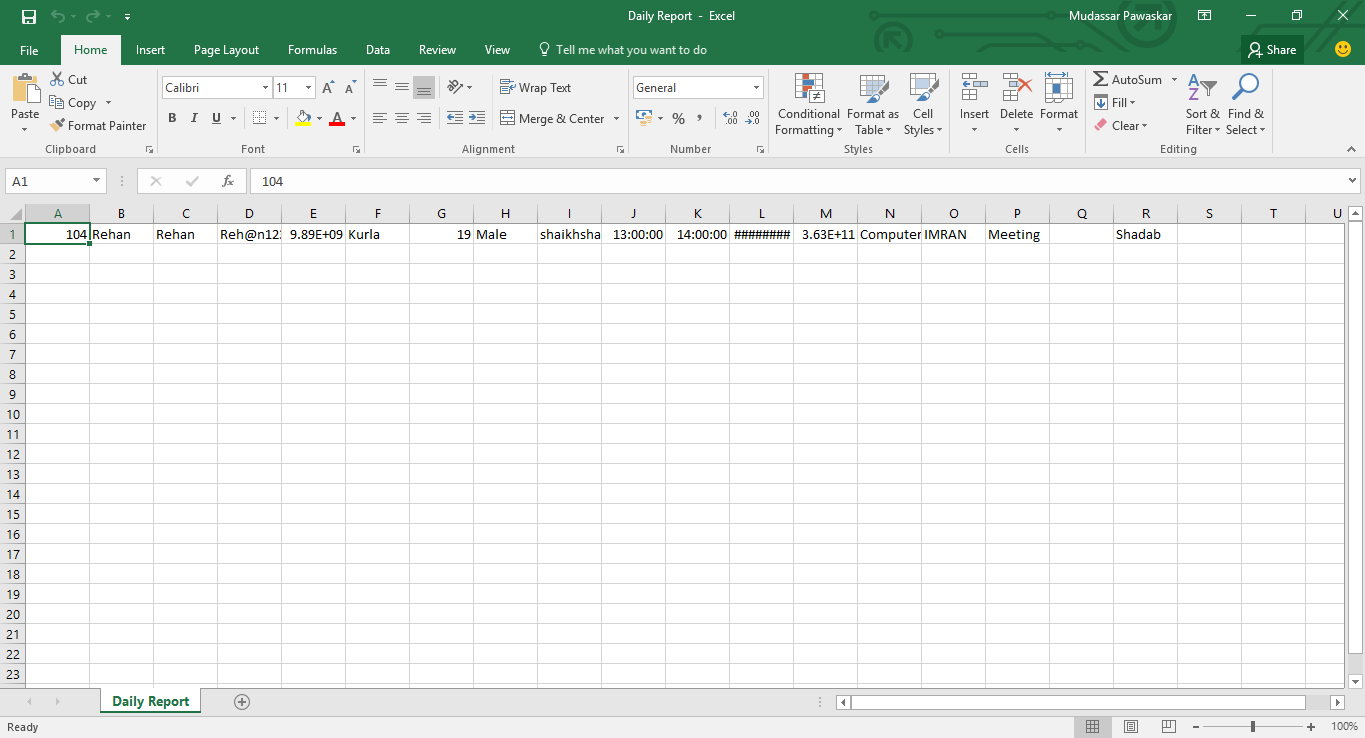 Daily Report - Excel
Mudassar Pawaskar
File Home Insert Page Layout Formulas Data Review View Tell me what you want to do Share
Paste
Cut
Copy
Format Painter
Clipboard
Calibri 11
B I U
Font
Wrap Text
Merge & Center
Alignment
General
% ,
Number
Conditional Formatting
Format as Table
Cell Styles
Styles
Insert Delete Format
Cells
AutoSum
Fill
Clear
Sort & Filter
Find & Select
Editing
A1 fx 104
A B C D E F G H I J K L M N O P Q R S T U
1 104 Rehan Rehan Reh@n12 9.89E+09 Kurla 19 Male shaikhsha 13:00:00 14:00:00 ######## 3.63E+11 Computer IMRAN Meeting Shadab
2
3
4
5
6
7
8
9
10
11
12
13
14
15
16
17
18
19
20
21
22
23
Daily Report
Ready 100%